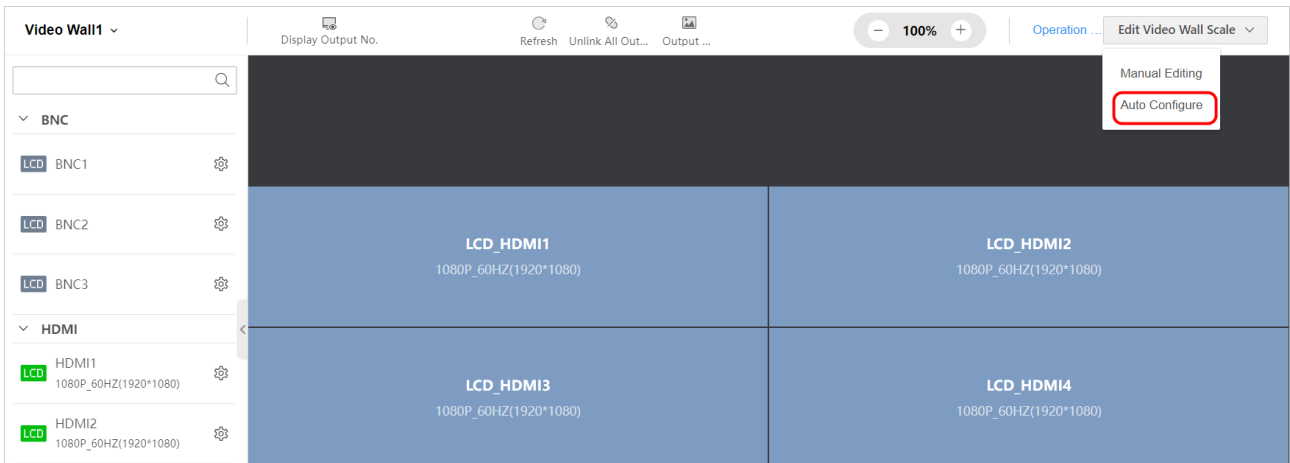 Video Wall1
Display Output No.
Refresh
Unlink All Out...
Output ...
100%
Operation ...
Edit Video Wall Scale
Manual Editing
Auto Configure
BNC
LCD BNC1
LCD BNC2
LCD BNC3
HDMI
LCD HDMI1
1080P_60HZ(1920*1080)
LCD HDMI2
1080P_60HZ(1920*1080)
LCD_HDMI1
1080P_60HZ(1920*1080)
LCD_HDMI2
1080P_60HZ(1920*1080)
LCD_HDMI3
1080P_60HZ(1920*1080)
LCD_HDMI4
1080P_60HZ(1920*1080)